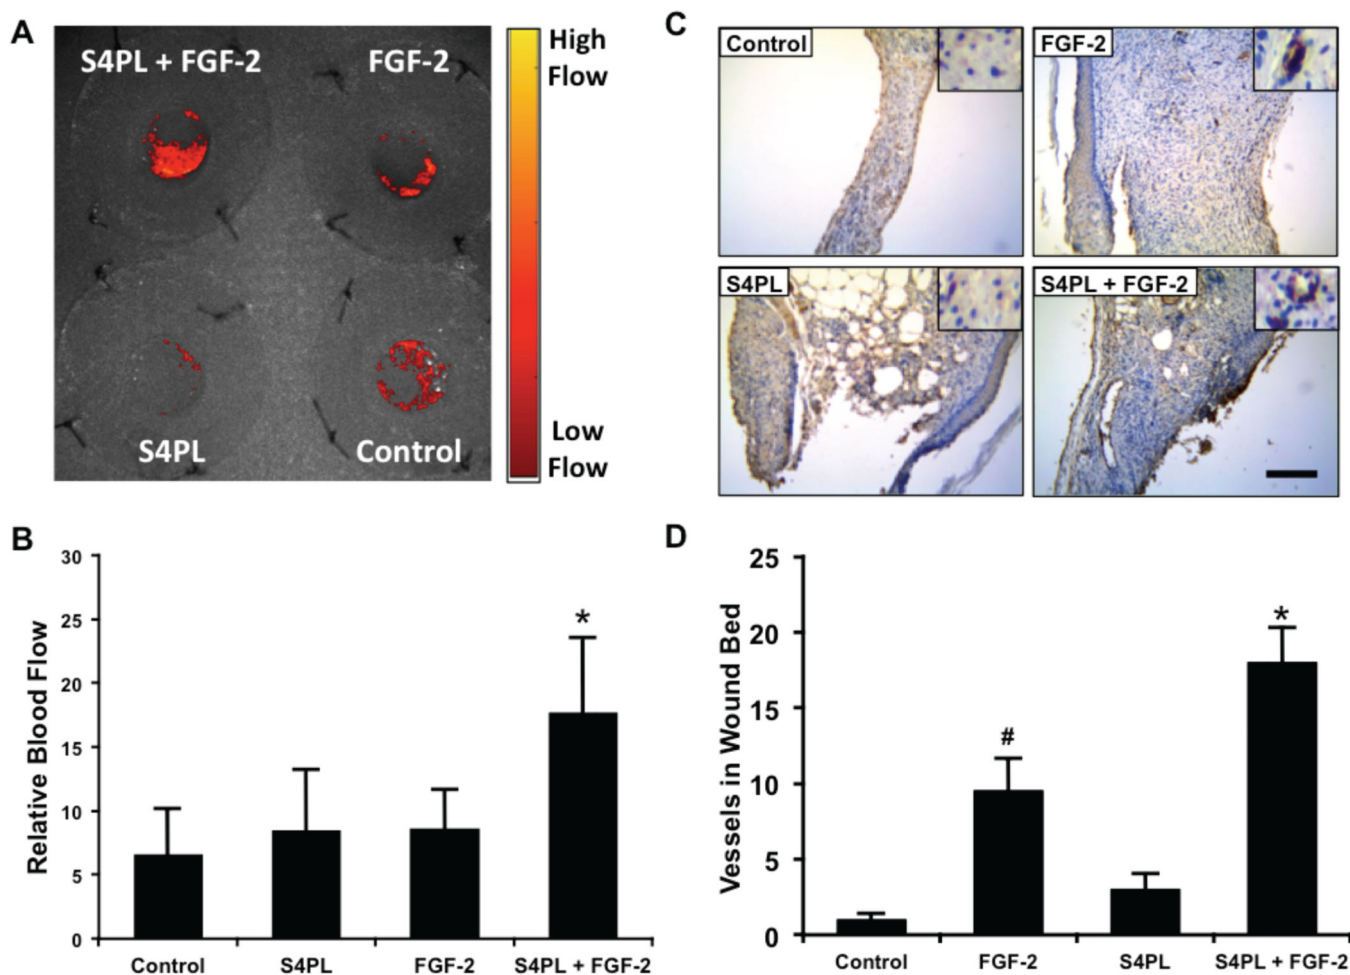 A
S4PL + FGF-2
FGF-2
S4PL
Control
High
Flow
Low
Flow
B
30
25
20
15
10
5
0
Relative Blood Flow
*
Control
S4PL
FGF-2
S4PL + FGF-2
C
Control
FGF-2
S4PL
S4PL + FGF-2
D
25
20
15
10
5
0
Vessels in Wound Bed
#
*
Control
FGF-2
S4PL
S4PL + FGF-2